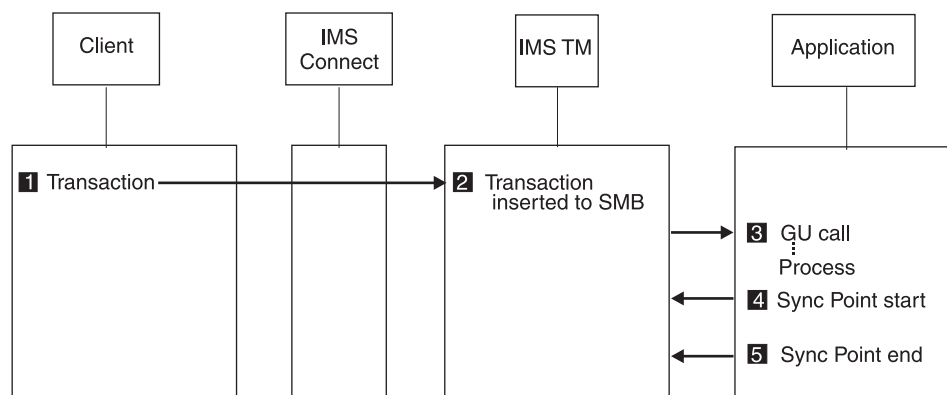 Client
IMS
Connect
IMS TM
Application
1 Transaction
2 Transaction
inserted to SMB
3 GU call
Process
4 Sync Point start
5 Sync Point end